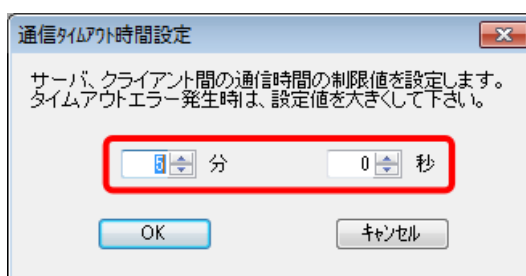 通信ﾀｲﾑｱｳﾄ時間設定
サーバ、クライアント間の通信時間の制限値を設定します。
タイムアウトエラー発生時は、設定値を大きくして下さい。
5 分 0 秒
OK ｷｬﾝｾﾙ